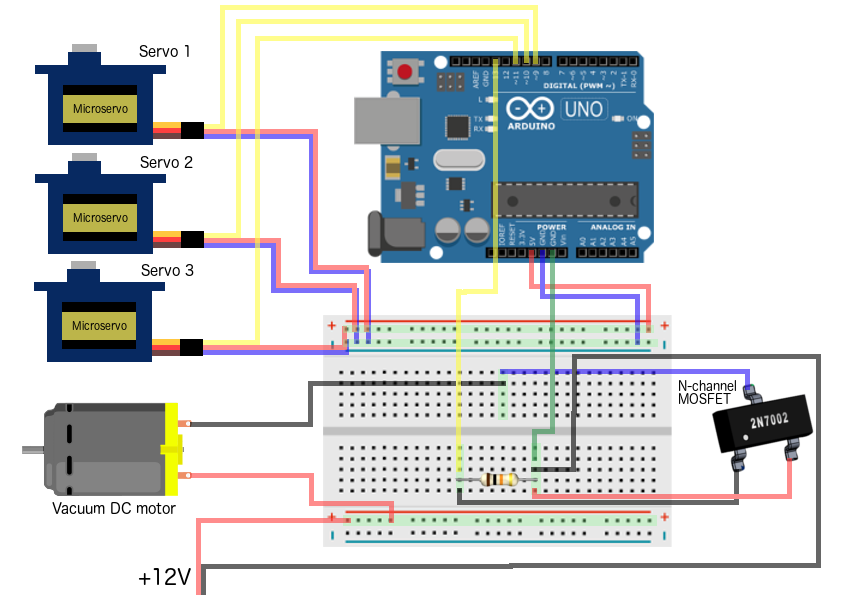 Servo 1
Microservo
Servo 2
Microservo
Servo 3
Microservo
AREF
GND
13
12
~11
~10
~9
8
7
~6
~5
4
~3
2
TX-1
RX-0
DIGITAL (PWM ~)
L
TX
RX
UNO
ON
ARDUINO
POWER
ANALOG IN
IOREF
RESET
3.3V
5V
GND
GND
Vin
A0
A1
A2
A3
A4
A5
+
+
N-channel
MOSFET
2N7002
Vacuum DC motor
+
+
+12V